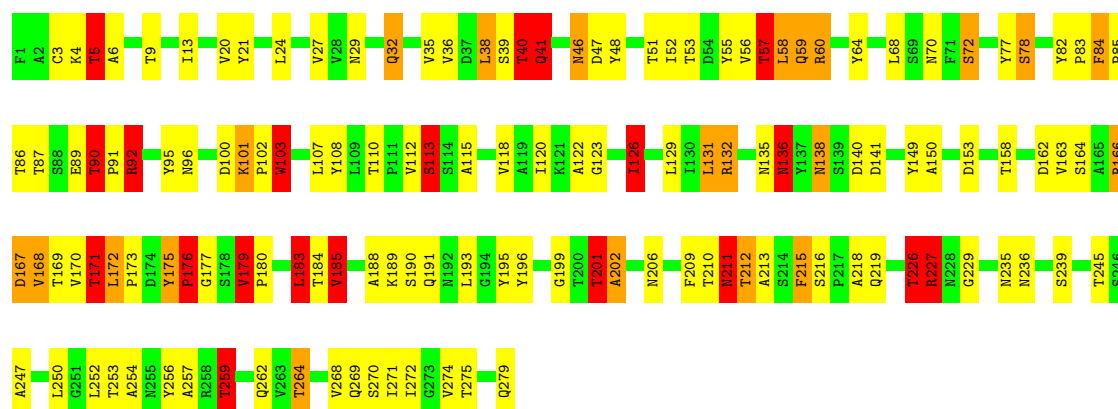 F1 A2 C3 K4 T5 A6 T9 I13 V20 Y21 L24 V27 V28 N29 Q32 V35 V36 D37 L38 S39 T40 Q41 N46 D47 Y48 T51 I52 T53 D54 Y55 V56 T57 L58 Q59 R60 Y64 L68 S69 N70 F71 S72 Y77 S78 Y82 P83 F84 R85
T86 T87 S88 E89 T90 P91 R92 Y95 N96 D100 K101 P102 W103 L107 Y108 L109 T110 P111 V112 S113 S114 A115 V118 A119 I120 K121 A122 G123 I126 L129 I130 L131 R132 N135 N136 Y137 N138 S139 D140 D141 Y149 A150 D153 T158 D162 V163 S164 A165 R166
D167 V168 T169 V170 T171 L172 P173 D174 Y175 P176 G177 S178 V179 P180 L183 T184 V185 A188 K189 S190 Q191 N192 L193 G194 Y195 Y196 G199 T200 T201 A202 N206 F209 T210 N211 T212 A213 S214 F215 S216 P217 A218 Q219 T226 R227 N228 G229 N235 N236 S239 T245 S246
A247 L250 G251 L252 T253 A254 N255 Y256 A257 R258 T259 Q262 V263 T264 V268 Q269 S270 I271 I272 G273 V274 T275 Q279